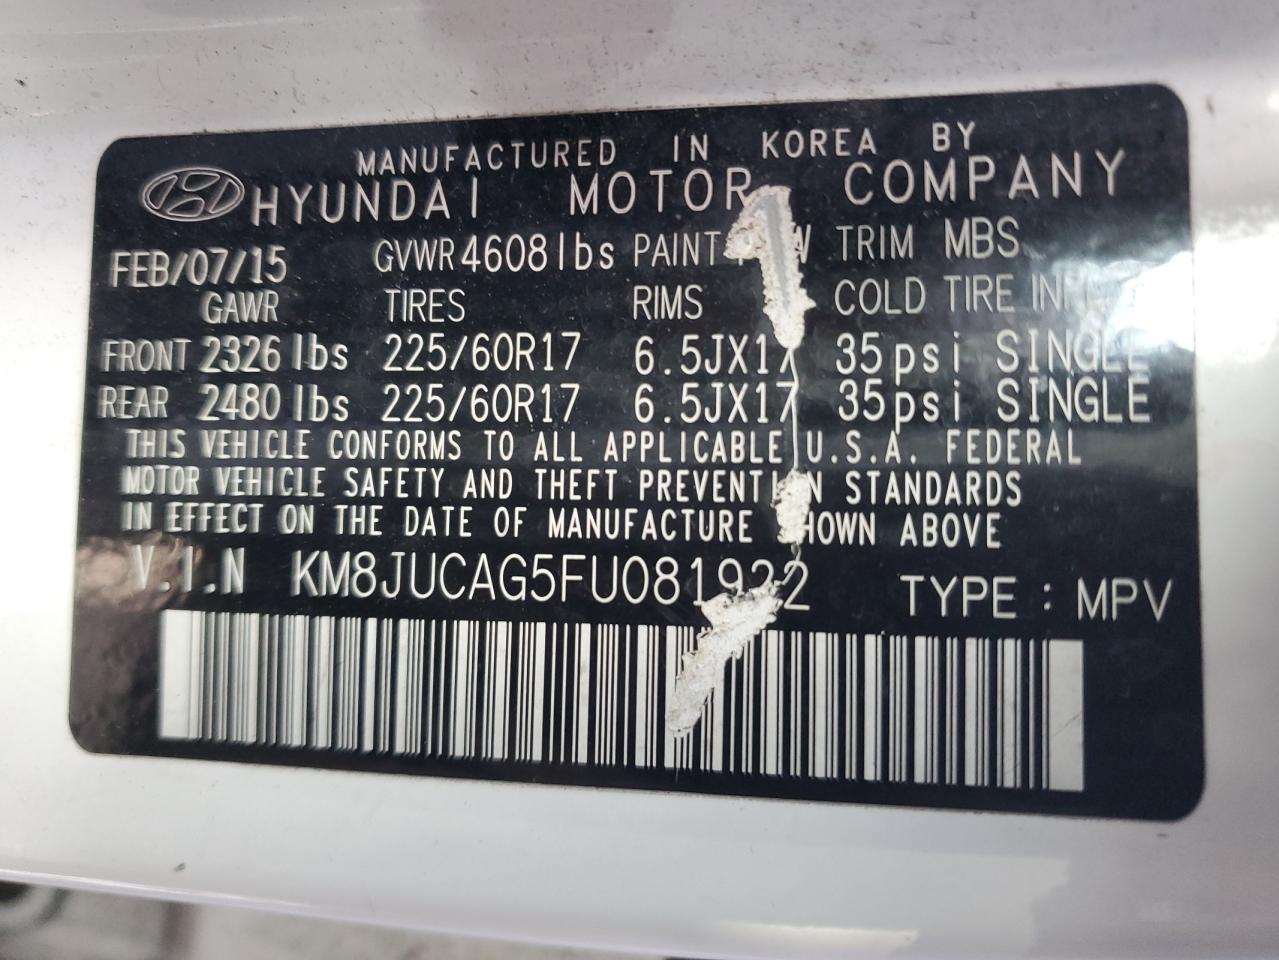 MANUFACTURED IN KOREA BY
HYUNDAI MOTOR COMPANY
FEB/07/15 GVWR 4608 lbs PAINT TRIM MBS
GAWR TIRES RIMS COLD TIRE
FRONT 2326 lbs 225/60R17 6.5JX17 35psi SINGLE
REAR 2480 lbs 225/60R17 6.5JX17 35psi SINGLE
THIS VEHICLE CONFORMS TO ALL APPLICABLE U.S.A. FEDERAL
MOTOR VEHICLE SAFETY AND THEFT PREVENTION STANDARDS
IN EFFECT ON THE DATE OF MANUFACTURE SHOWN ABOVE
V.I.N KM8JUCAG5FU081922 TYPE : MPV